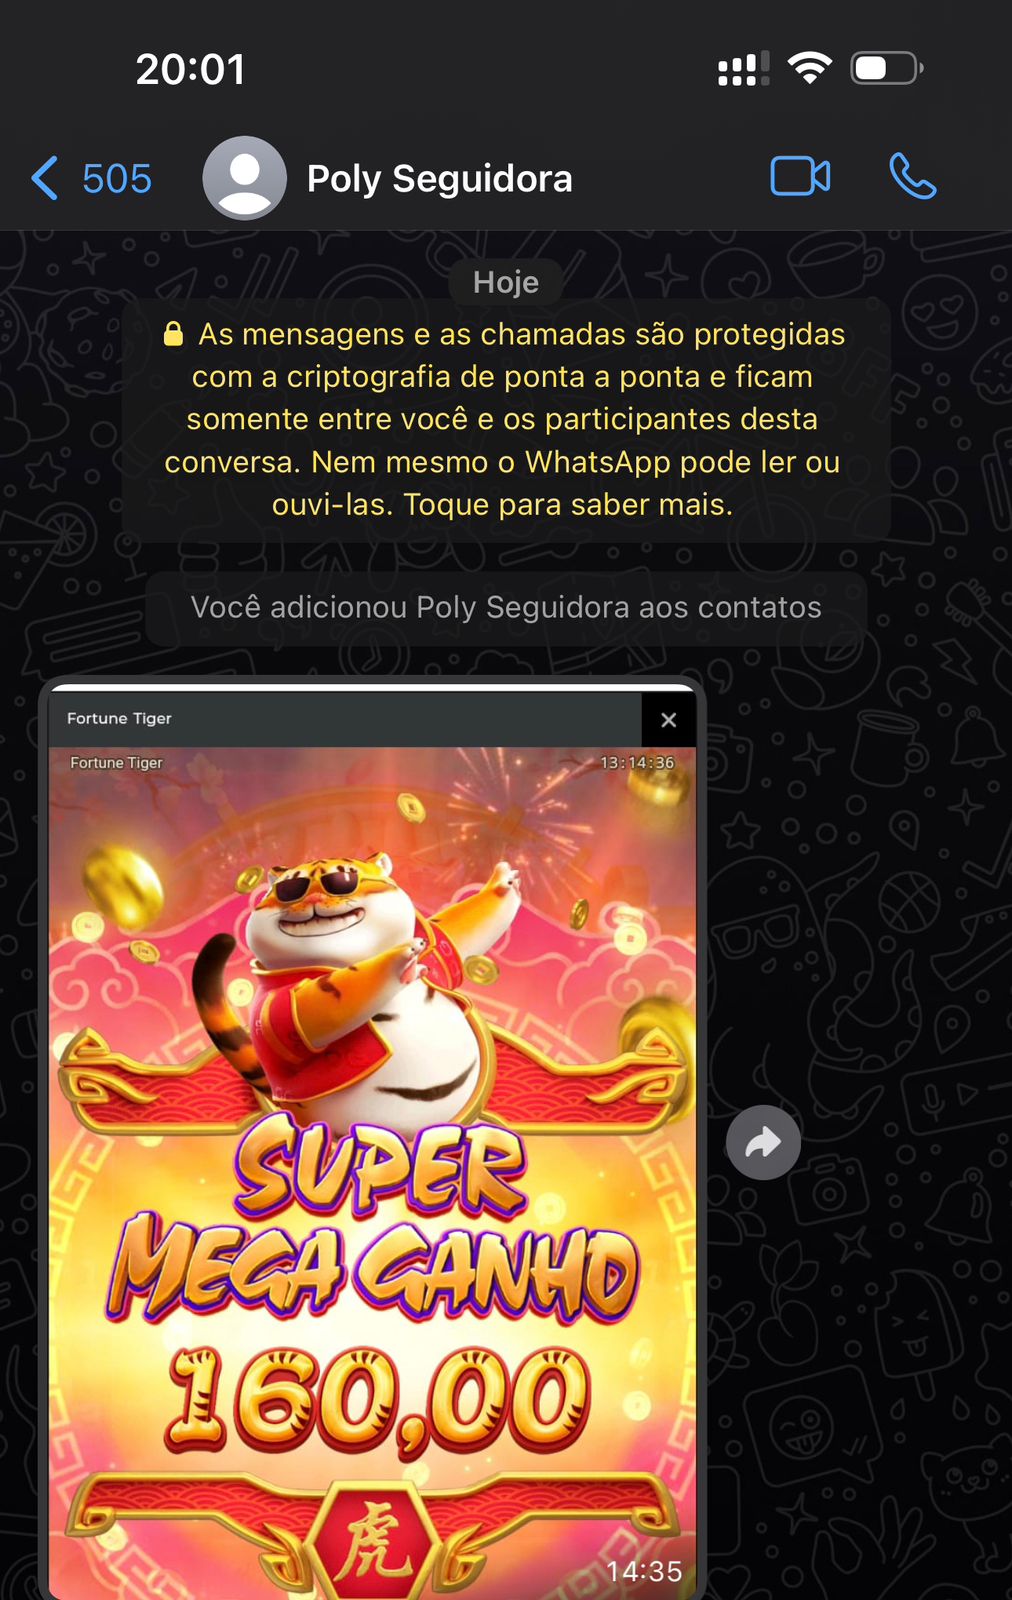 20:01
505
Poly Seguidora
Hoje
As mensagens e as chamadas são protegidas
com a criptografia de ponta a ponta e ficam
somente entre você e os participantes desta
conversa. Nem mesmo o WhatsApp pode ler ou
ouvi-las. Toque para saber mais.
Você adicionou Poly Seguidora aos contatos
Fortune Tiger
Fortune Tiger 13:14:36
SUPER
MEGA GANHO
160,00
虎
14:35